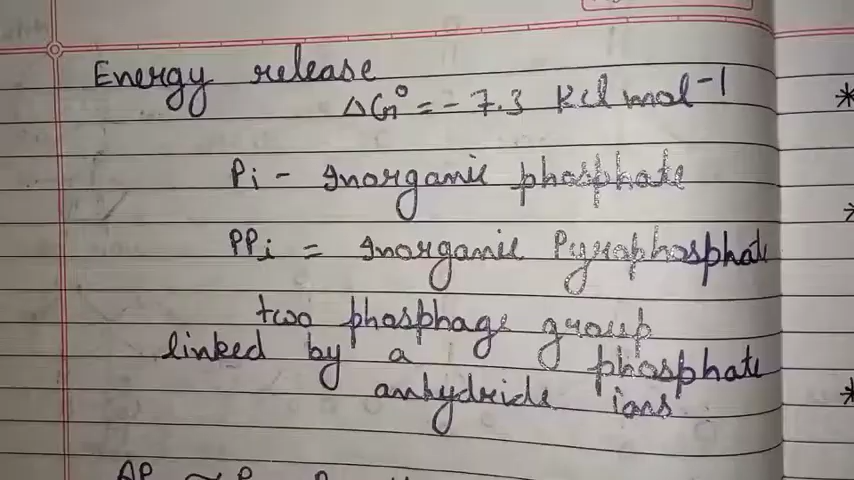 Energy release
ΔG° = - 7.3 Kcl mol-1
Pi - Inorganic phosphate
PPi = Inorganic Pyrophosphate
two phosphage group
linked by a phosphate
anhydride ions